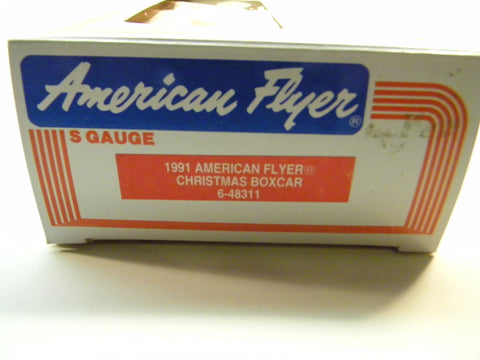 American Flyer®
S GAUGE
1991 AMERICAN FLYER®
CHRISTMAS BOXCAR
6-48311